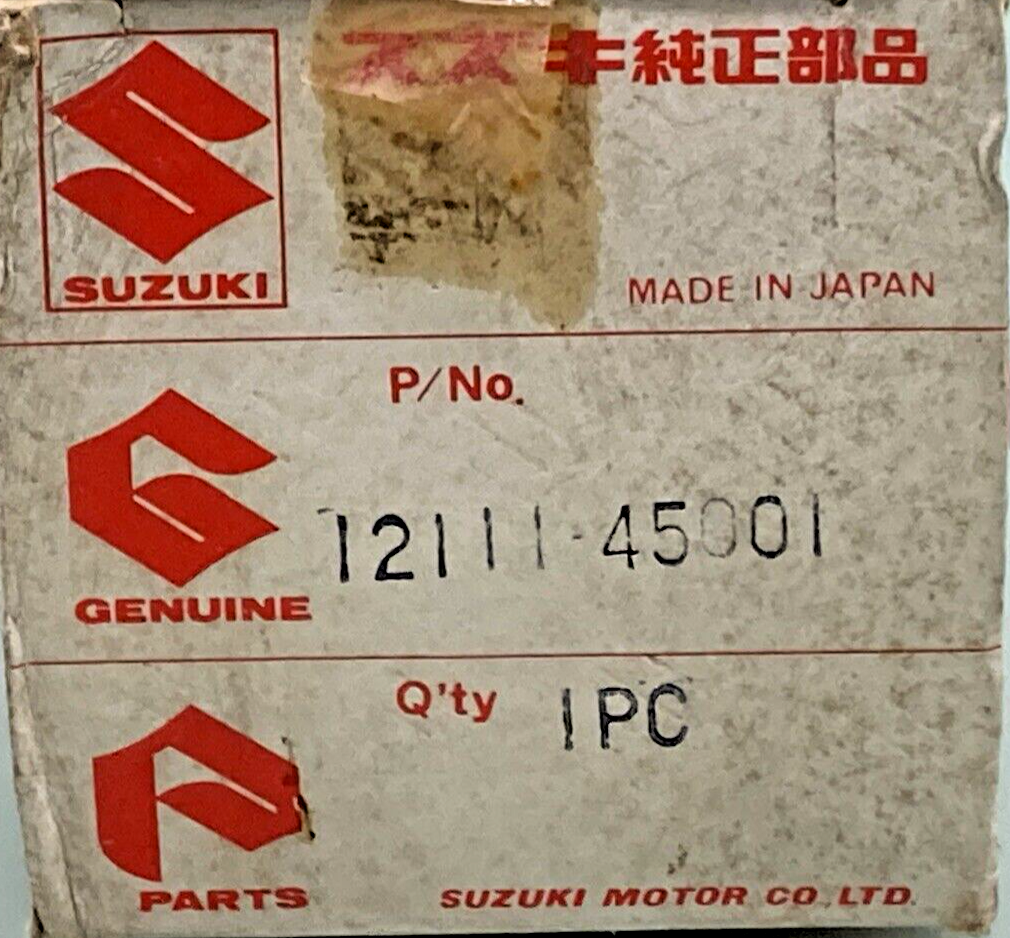 スズキ純正部品
SUZUKI
MADE IN JAPAN
P/No.
12111-45001
GENUINE
Q'ty 1PC
PARTS
SUZUKI MOTOR CO.,LTD.